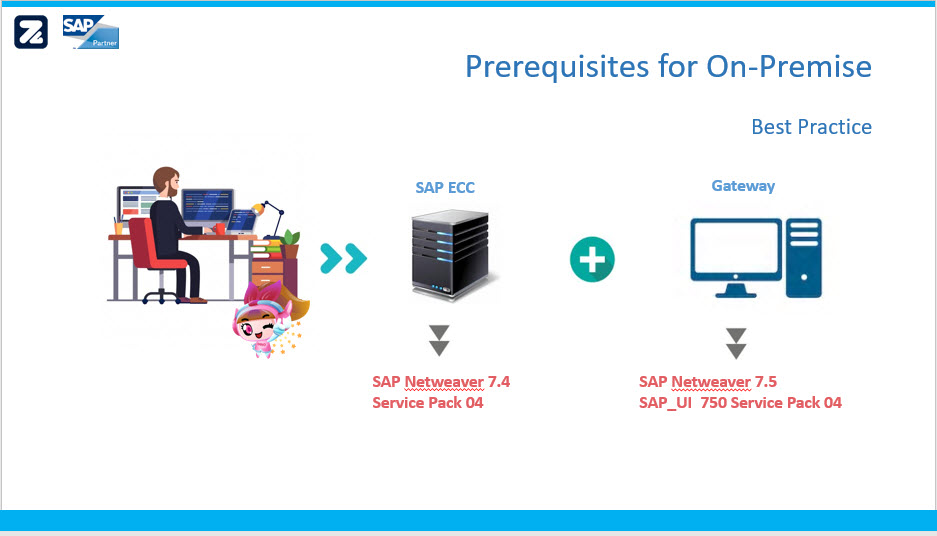 SAP
Partner
Prerequisites for On-Premise
Best Practice
SAP ECC
Gateway
SAP Netweaver 7.4
Service Pack 04
SAP Netweaver 7.5
SAP_UI  750 Service Pack 04